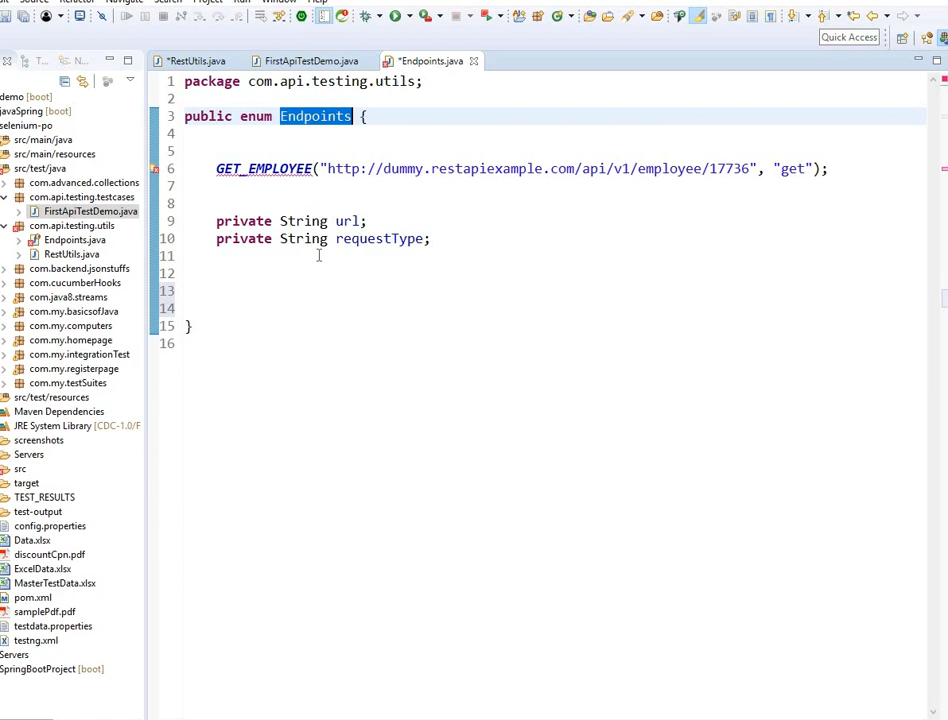 Quick Access
T...
N...
*RestUtils.java
FirstApiTestDemo.java
*Endpoints.java
demo [boot]
javaSpring [boot]
selenium-po
src/main/java
src/main/resources
src/test/java
com.advanced.collections
com.api.testing.testcases
FirstApiTestDemo.java
com.api.testing.utils
Endpoints.java
RestUtils.java
com.backend.jsonstuffs
com.cucumberHooks
com.java8.streams
com.my.basicsofJava
com.my.computers
com.my.homepage
com.my.integrationTest
com.my.registerpage
com.my.testSuites
src/test/resources
Maven Dependencies
JRE System Library [CDC-1.0/F
screenshots
Servers
src
target
TEST_RESULTS
test-output
config.properties
Data.xlsx
discountCpn.pdf
ExcelData.xlsx
MasterTestData.xlsx
pom.xml
samplePdf.pdf
testdata.properties
testng.xml
Servers
SpringBootProject [boot]
1 package com.api.testing.utils;
2
3 public enum Endpoints {
4
5
6 GET_EMPLOYEE("http://dummy.restapiexample.com/api/v1/employee/17736", "get");
7
8
9 private String url;
10 private String requestType;
11
12
13
14
15 }
16